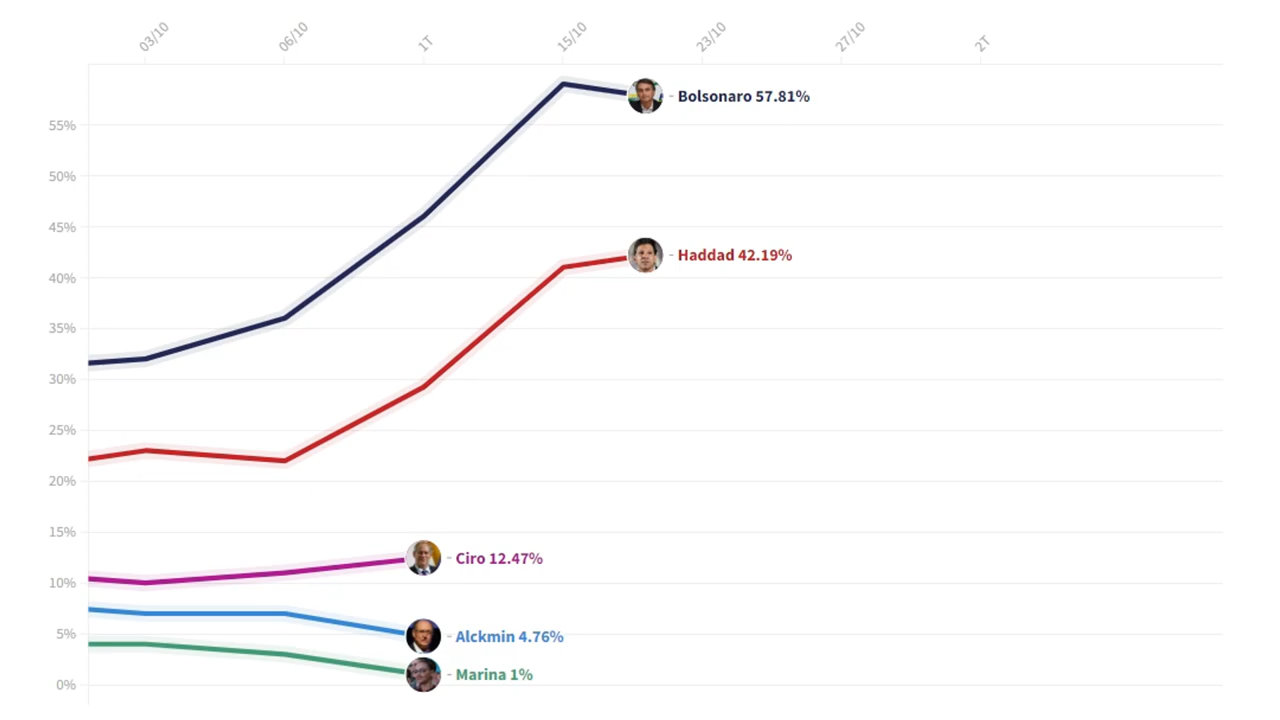 03/10
06/10
1T
15/10
23/10
27/10
2T
- Bolsonaro 57.81%
55%
50%
45%
- Haddad 42.19%
40%
35%
30%
25%
20%
15%
- Ciro 12.47%
10%
5%
- Alckmin 4.76%
- Marina 1%
0%